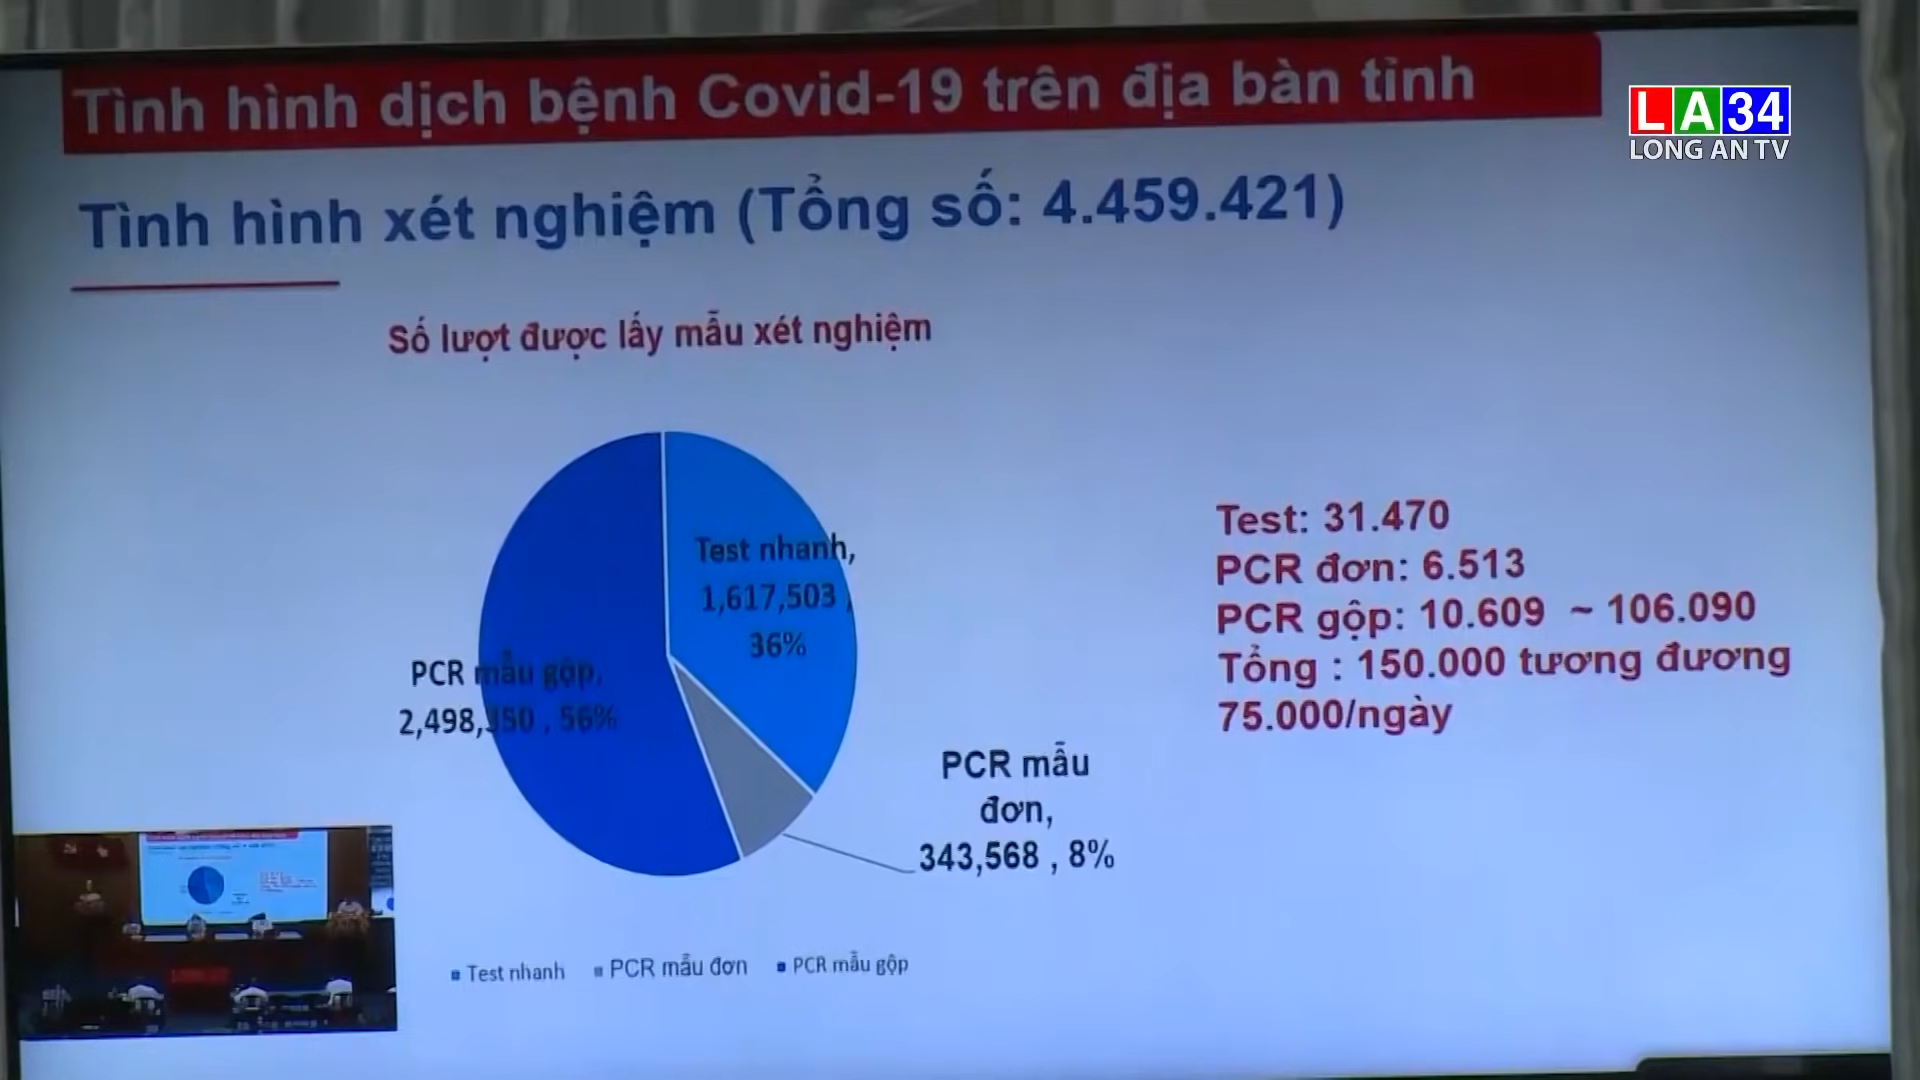 Tình hình dịch bệnh Covid-19 trên địa bàn tỉnh
LA34
LONG AN TV
Tình hình xét nghiệm (Tổng số: 4.459.421)
Số lượt được lấy mẫu xét nghiệm
Test nhanh,
1,617,503 ,
36%
PCR mẫu gộp,
2,498,350 , 56%
PCR mẫu
đơn,
343,568 , 8%
Test: 31.470
PCR đơn: 6.513
PCR gộp: 10.609 ~ 106.090
Tổng : 150.000 tương đương
75.000/ngày
Test nhanh PCR mẫu đơn PCR mẫu gộp